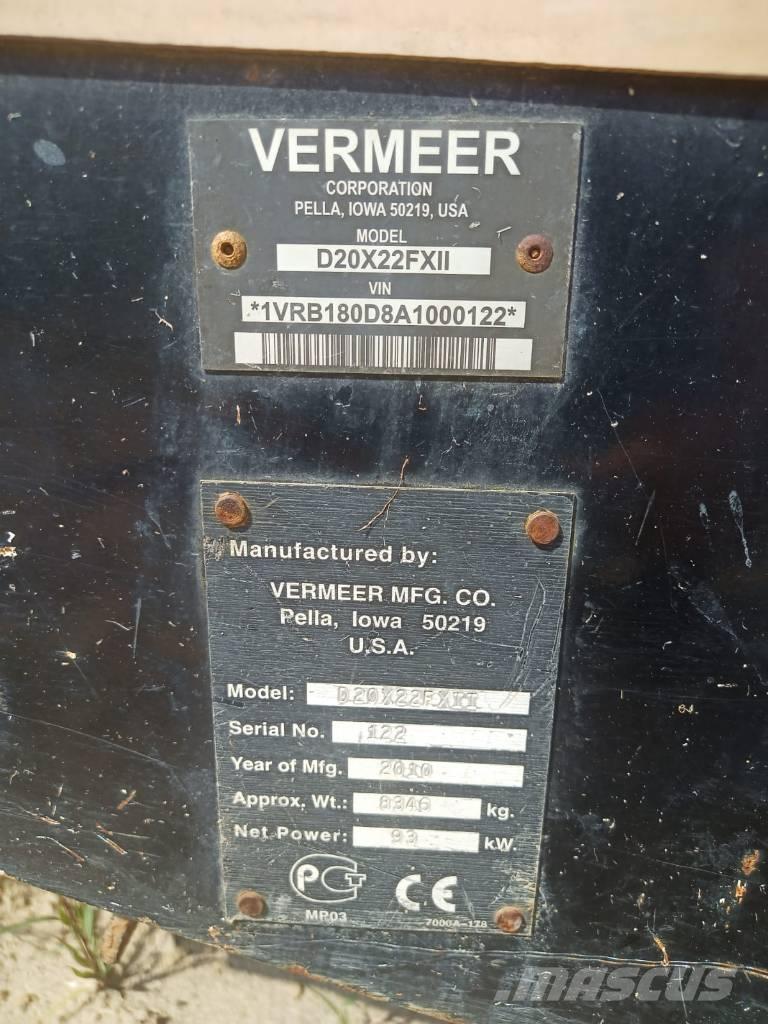 VERMEER
CORPORATION
PELLA, IOWA 50219, USA
MODEL
D20X22FXII
VIN
*1VRB180D8A1000122*
Manufactured by:
VERMEER MFG. CO.
Pella, Iowa 50219
U.S.A.
Model: D20X22FXII
Serial No. 122
Year of Mfg. 2010
Approx. Wt.: 8346 kg.
Net Power: 93 kW.
PCT CE
MP03 7000A-178
MASCUS